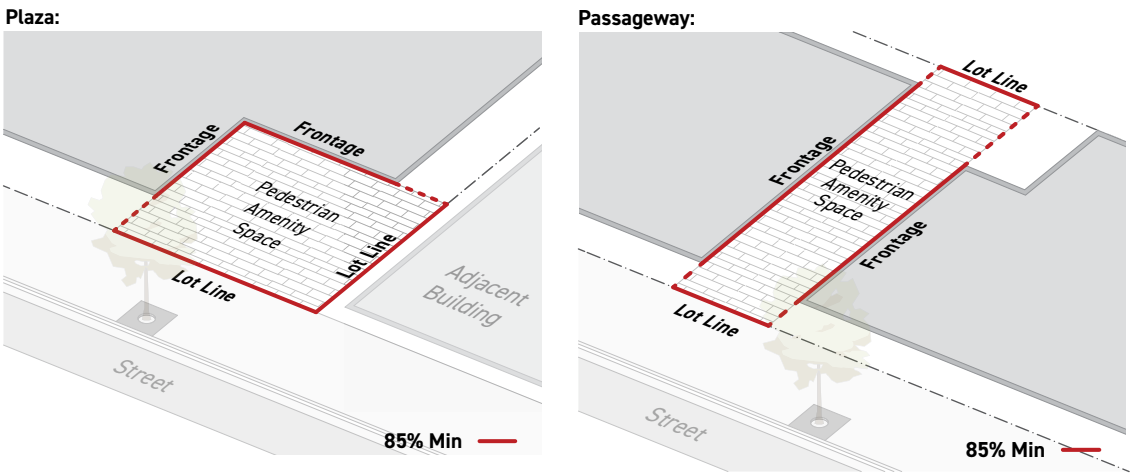 Plaza:
Frontage
Frontage
Pedestrian
Amenity
Space
Lot Line
Lot Line
Adjacent
Building
Street
85% Min
Passageway:
Lot Line
Frontage
Pedestrian
Amenity
Space
Frontage
Lot Line
Street
85% Min